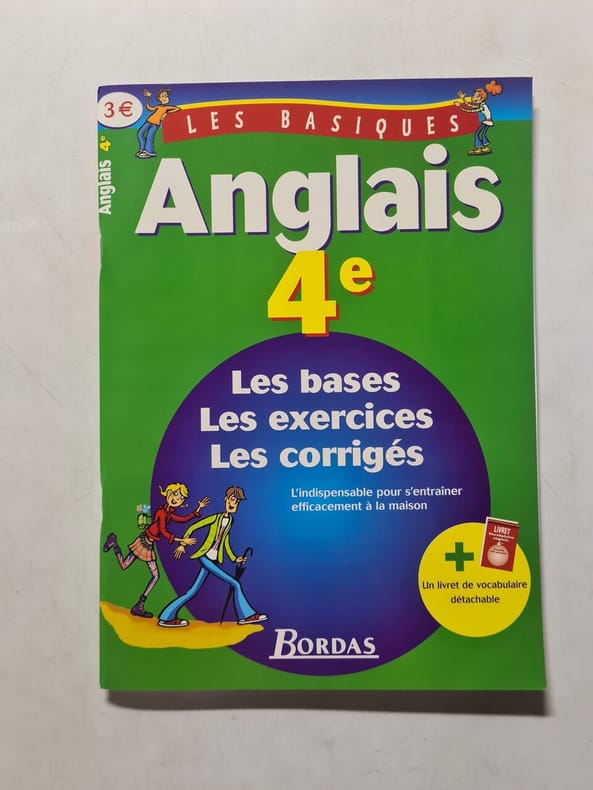 3 €
LES BASIQUES
Anglais 4e
Anglais
4e
Les bases
Les exercices
Les corrigés
L'indispensable pour s'entraîner
efficacement à la maison
+
LIVRET
Un livret de vocabulaire
détachable
BORDAS